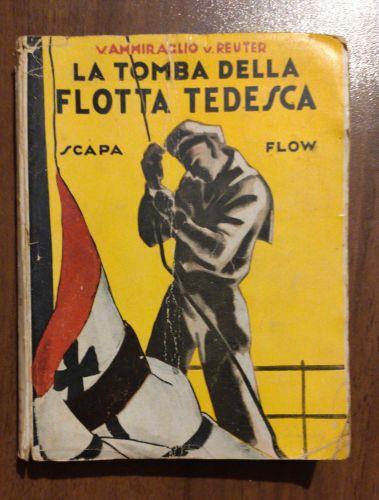 V. AMMIRAGLIO V. REUTER
LA TOMBA DELLA
FLOTTA TEDESCA
SCAPA FLOW